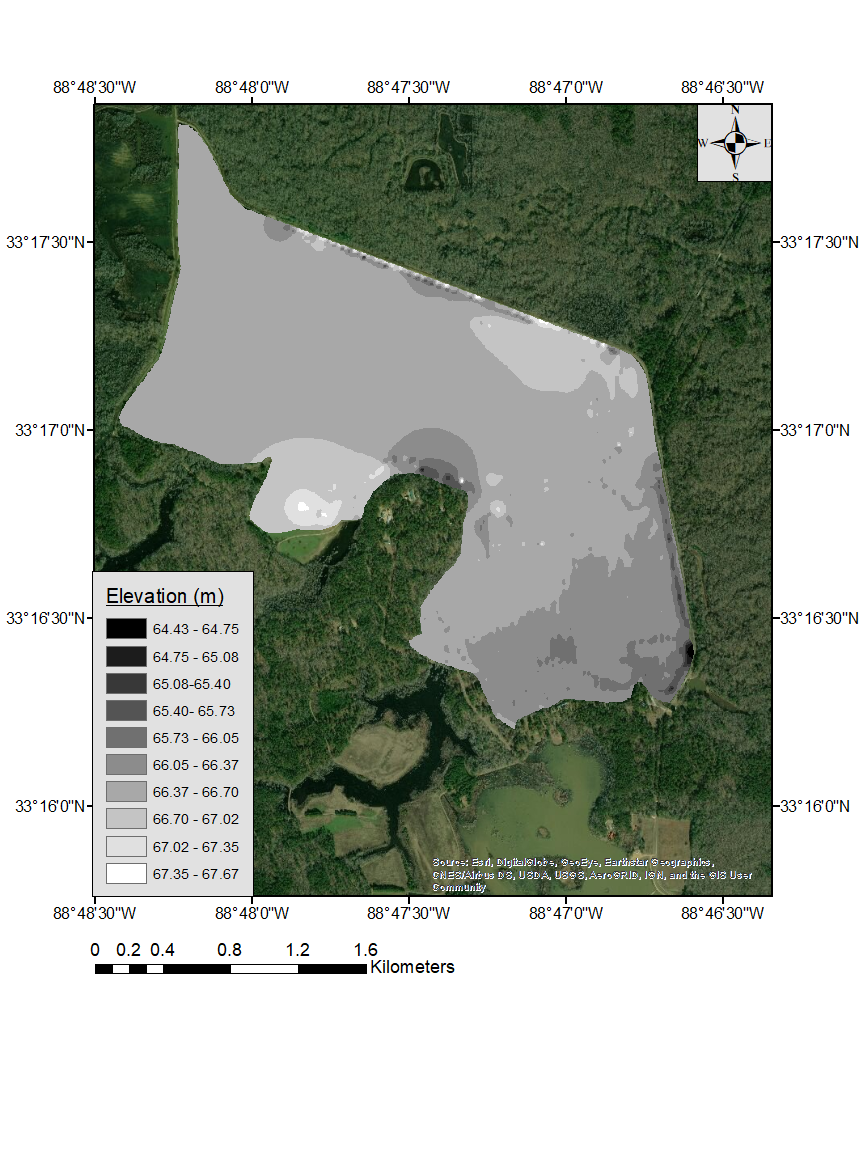 88°48'30"W 88°48'0"W 88°47'30"W 88°47'0"W 88°46'30"W
N
W E
S
33°17'30"N 33°17'30"N
33°17'0"N 33°17'0"N
33°16'30"N 33°16'30"N
33°16'0"N 33°16'0"N
Elevation (m)
64.43 - 64.75
64.75 - 65.08
65.08-65.40
65.40- 65.73
65.73 - 66.05
66.05 - 66.37
66.37 - 66.70
66.70 - 67.02
67.02 - 67.35
67.35 - 67.67
Source: Esri, DigitalGlobe, GeoEye, Earthstar Geographics,
CNES/Airbus DS, USDA, USGS, AeroGRID, IGN, and the GIS User
Community
88°48'30"W 88°48'0"W 88°47'30"W 88°47'0"W 88°46'30"W
0 0.2 0.4 0.8 1.2 1.6
Kilometers